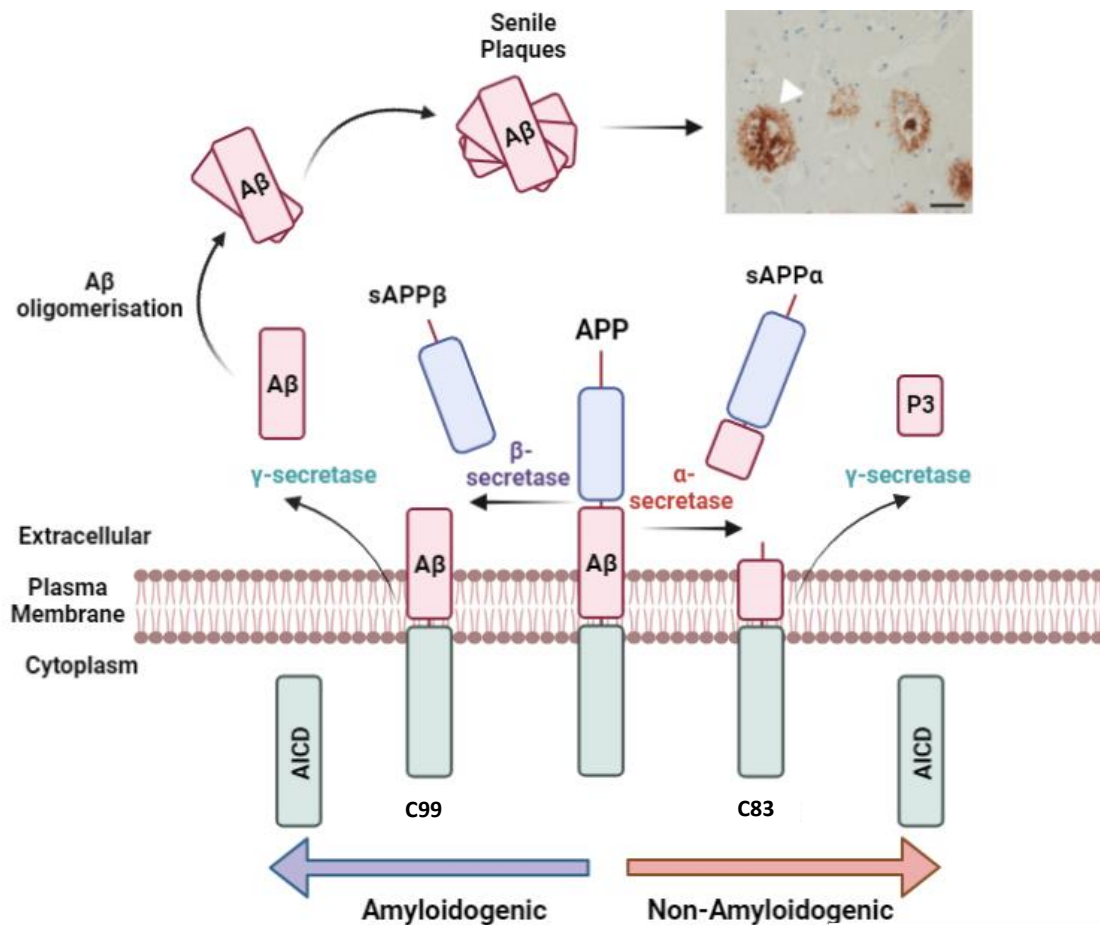 Senile
Plaques
Aβ
Aβ
Aβ
oligomerisation
sAPPβ
APP
sAPPα
Aβ
P3
β-
secretase
α-
secretase
γ-secretase
γ-secretase
Extracellular
Aβ
Aβ
Plasma
Membrane
Cytoplasm
AICD
AICD
C99
C83
Amyloidogenic
Non-Amyloidogenic